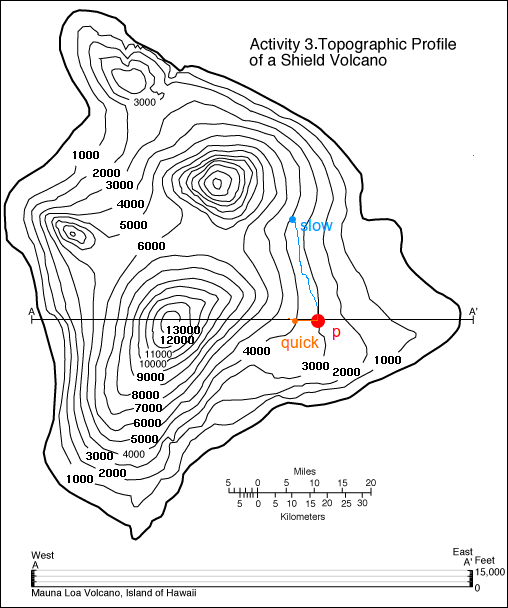 Activity 3.Topographic Profile
of a Shield Volcano
3000
1000
2000
3000
4000
5000
6000
slow
A
A'
13000
12000
11000
10000
9000
8000
7000
6000
5000
4000
3000
2000
1000
quick
p
4000
3000
2000
1000
Miles
5 0 5 10 15 20
5 0 5 10 20 30
Kilometers
West
A
East
A' Feet
15,000
0
Mauna Loa Volcano, Island of Hawaii